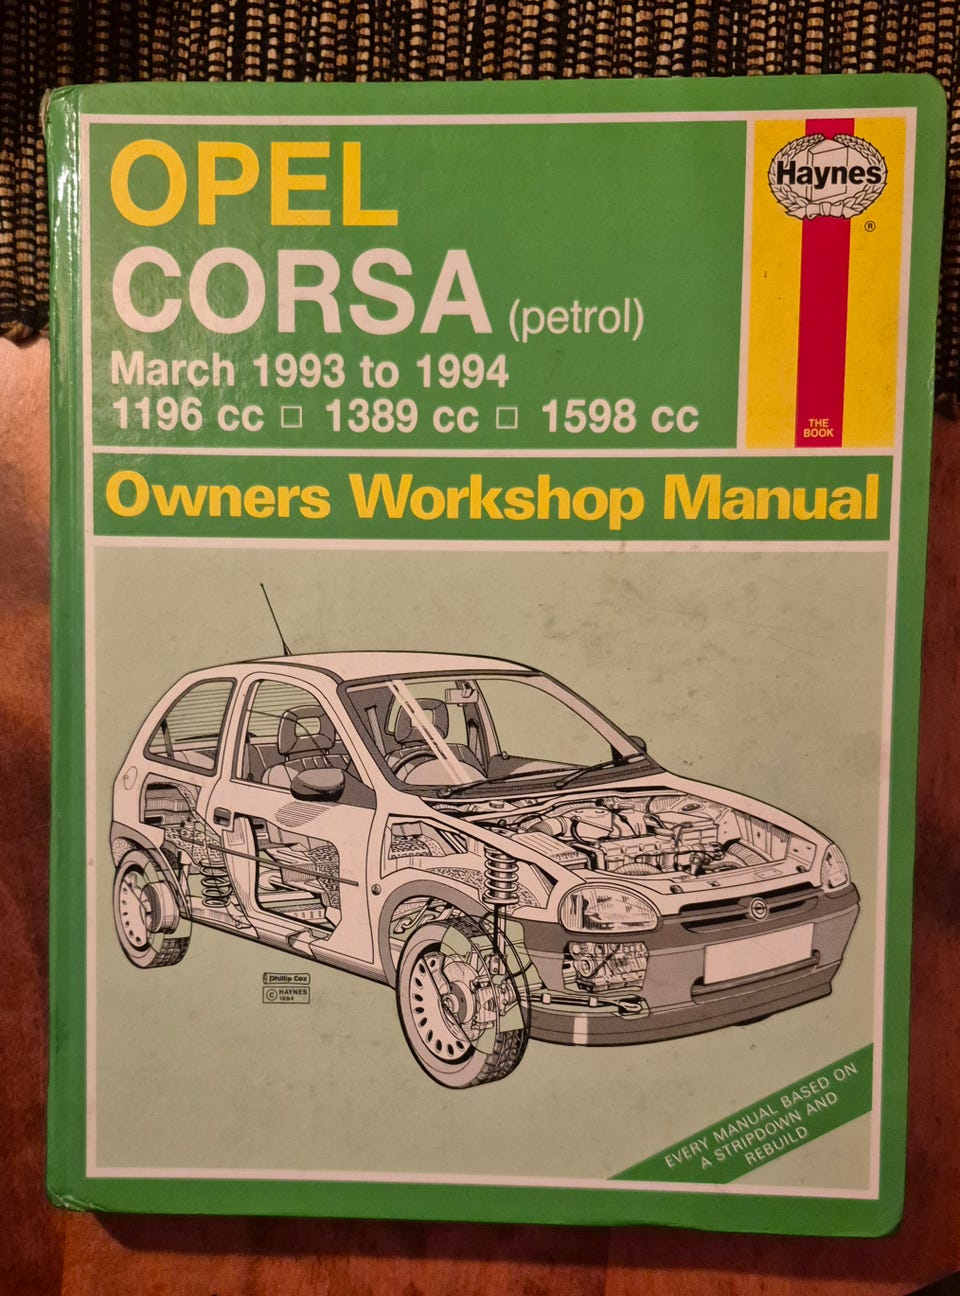 OPEL
CORSA (petrol)
March 1993 to 1994
1196 cc □ 1389 cc □ 1598 cc
Haynes
®
THE
BOOK
Owners Workshop Manual
Phillip Cox
© HAYNES
1994
EVERY MANUAL BASED ON
A STRIPDOWN AND
REBUILD